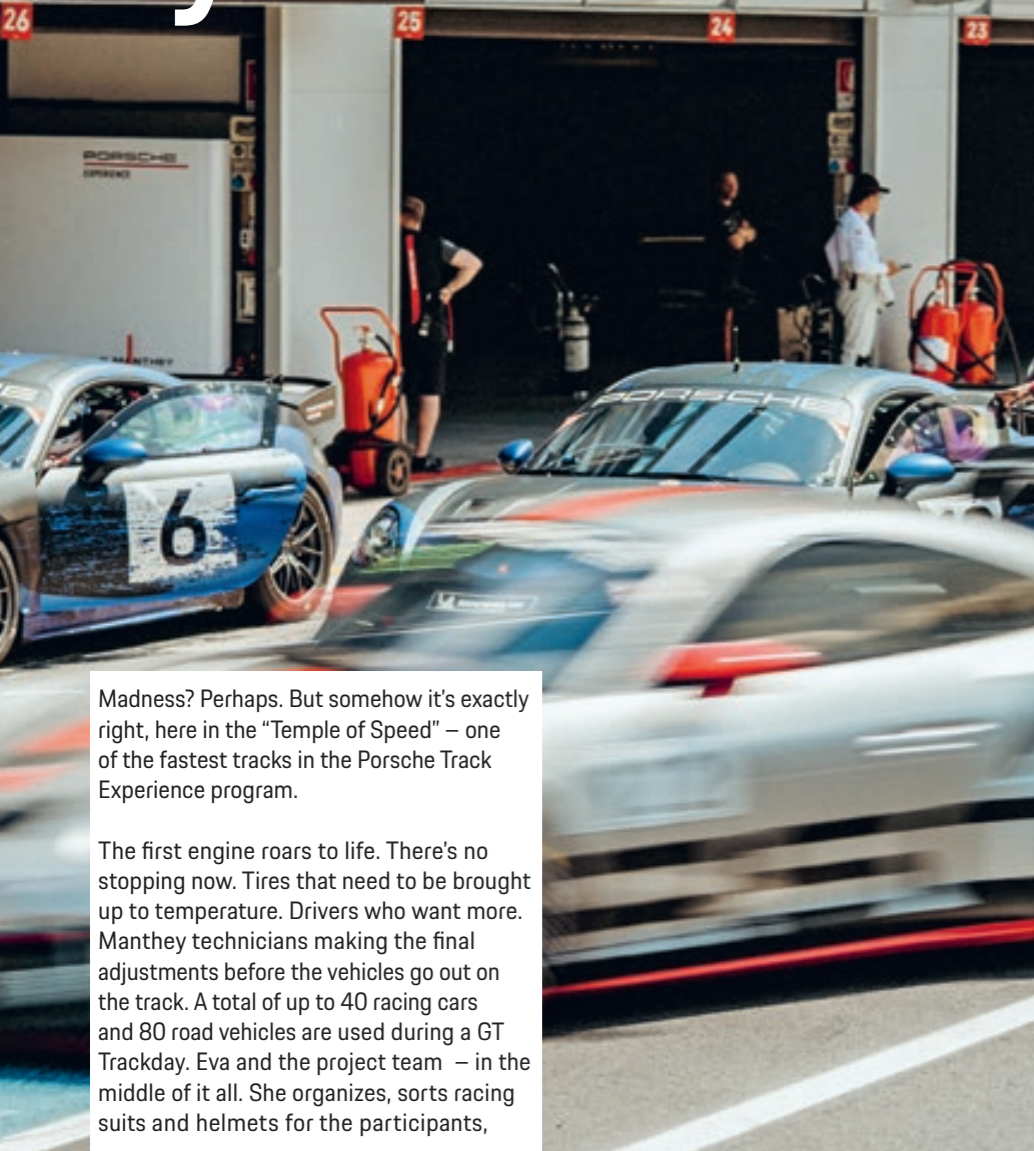 y
26
25
24
23
PORSCHE
EXPERIENCE
MANTHEY
PORSCHE
6
Madness? Perhaps. But somehow it's exactly
right, here in the “Temple of Speed” – one
of the fastest tracks in the Porsche Track
Experience program.
The first engine roars to life. There's no
stopping now. Tires that need to be brought
up to temperature. Drivers who want more.
Manthey technicians making the final
adjustments before the vehicles go out on
the track. A total of up to 40 racing cars
and 80 road vehicles are used during a GT
Trackday. Eva and the project team – in the
middle of it all. She organizes, sorts racing
suits and helmets for the participants,